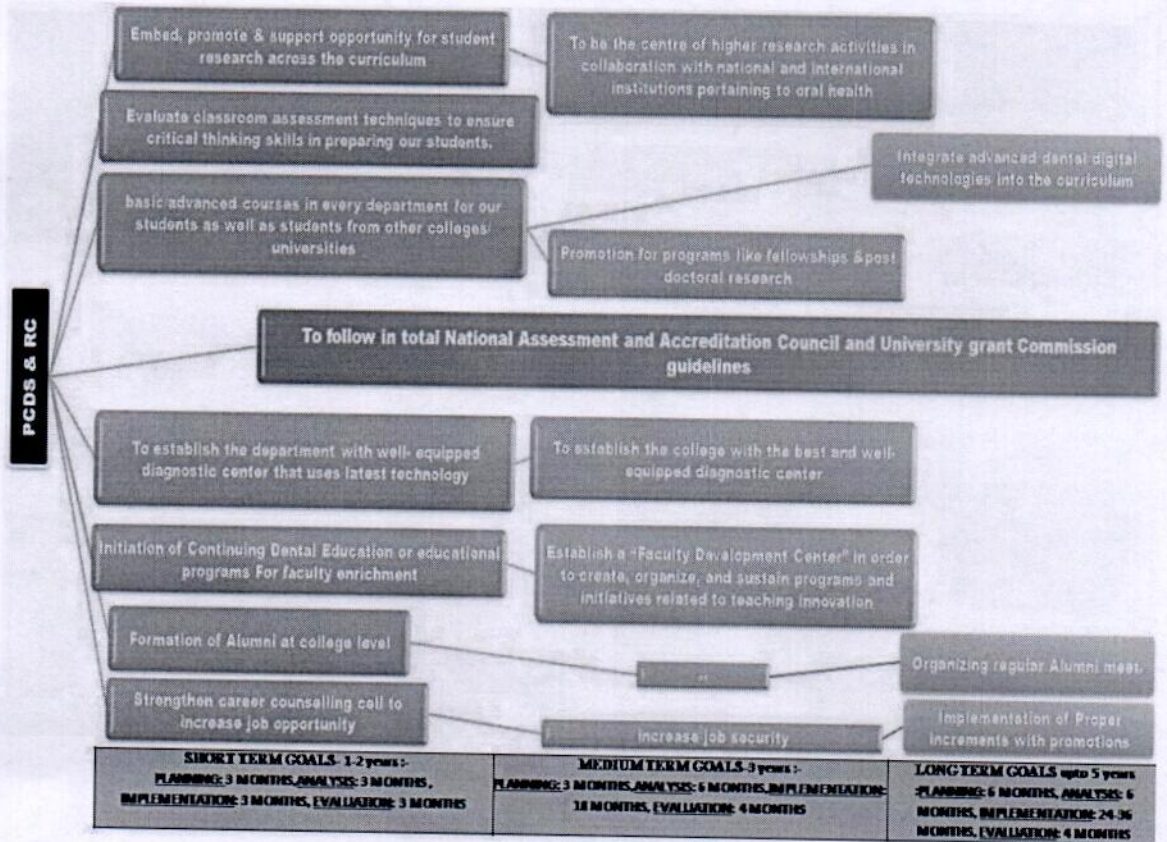 PCDS & RC
Embed, promote & support opportunity for student
research across the curriculum
To be the centre of higher research activities in
collaboration with national and international
institutions pertaining to oral health
Evaluate classroom assessment techniques to ensure
critical thinking skills in preparing our students.
basic advanced courses in every department for our
students as well as students from other colleges/
universities
Integrate advanced dental digital
technologies into the curriculum
Promotion for programs like fellowships &post
doctoral research
To follow in total National Assessment and Accreditation Council and University grant Commission
guidelines
To establish the department with well- equipped
diagnostic center that uses latest technology
To establish the college with the best and well-
equipped diagnostic center
Initiation of Continuing Dental Education or educational
programs For faculty enrichment
Establish a "Faculty Development Center" in order
to create, organize, and sustain programs and
initiatives related to teaching innovation
Formation of Alumni at college level
Organizing regular Alumni meet.
Strengthen career counselling cell to
increase job opportunity
increase job security
Implementation of Proper
increments with promotions
SHORT TERM GOALS- 1-2 years :-
PLANNING: 3 MONTHS,ANALYSIS: 3 MONTHS ,
IMPLEMENTATION: 3 MONTHS, EVALUATION: 3 MONTHS
MEDIUM TERM GOALS-3 years :-
PLANNING: 3 MONTHS,ANALYSIS: 6 MONTHS,IMPLEMENTATION:
18 MONTHS, EVALUATION: 4 MONTHS
LONG TERM GOALS upto 5 years
:PLANNING: 6 MONTHS, ANALYSIS: 6
MONTHS, IMPLEMENTATION: 24-36
MONTHS, EVALUATION: 4 MONTHS